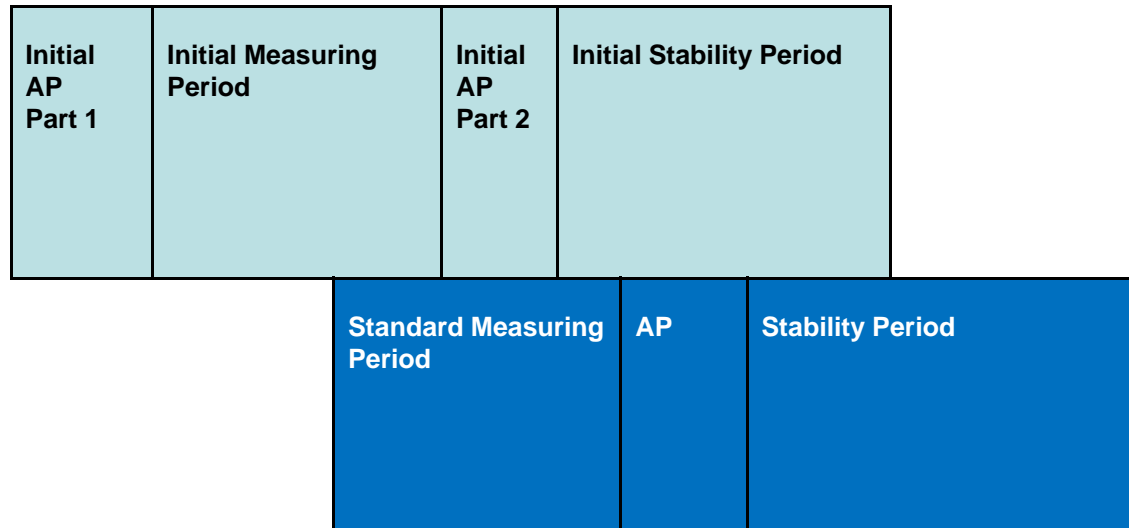 Initial
AP
Part 1
Initial Measuring
Period
Initial
AP
Part 2
Initial Stability Period
Standard Measuring
Period
AP
Stability Period